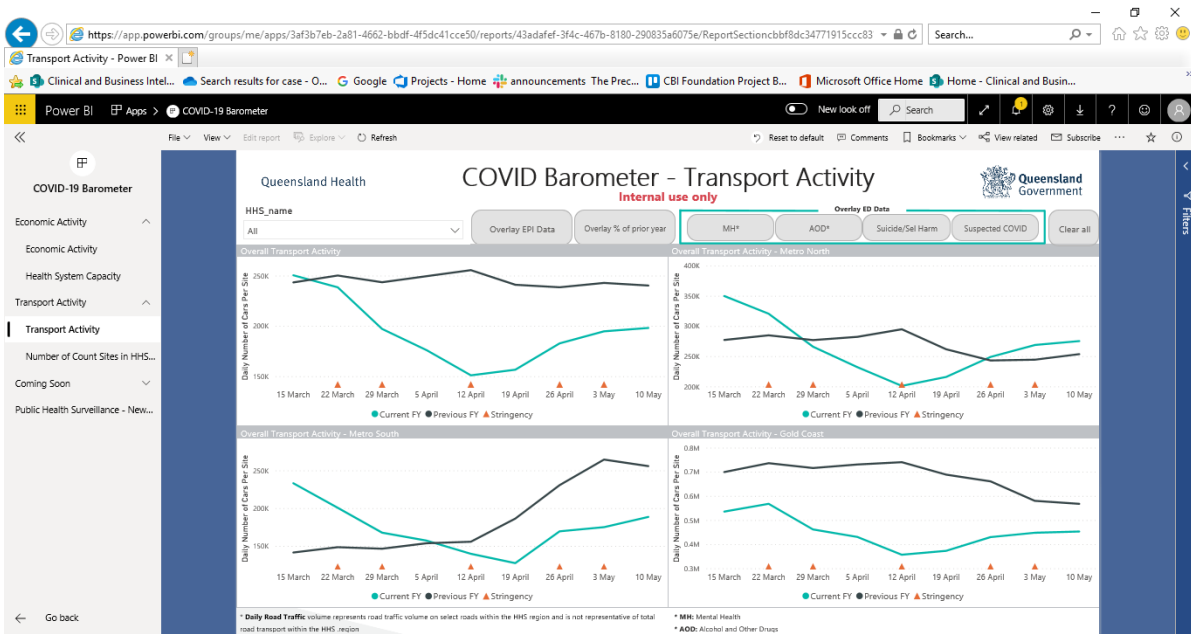 https://app.powerbi.com/groups/me/apps/3af3b7eb-2a81-4662-bbdf-4f5dc41cce50/reports/43adafef-3f4c-467b-8180-290835a6075e/ReportSectioncbbf8dc34771915ccc83
Search...
Transport Activity - Power BI
Clinical and Business Intel... Search results for case - O... Google Projects - Home announcements The Prec... CBI Foundation Project B... Microsoft Office Home Home - Clinical and Busin...
Power BI Apps > COVID-19 Barometer New look off Search 1
File View Edit report Explore Refresh Reset to default Comments Bookmarks View related Subscribe ...
COVID-19 Barometer
Economic Activity
Economic Activity
Health System Capacity
Transport Activity
Transport Activity
Number of Count Sites in HHS...
Coming Soon
Public Health Surveillance - New...
Go back
Filters
Queensland Health
COVID Barometer - Transport Activity
Internal use only
Queensland
Government
HHS_name
All
Overlay EPI Data
Overlay % of prior year
Overlay ED Data
MH*
AOD*
Suicide/Sel Harm
Suspected COVID
Clear all
Overall Transport Activity
Daily Number of Cars Per Site
250K
200K
150K
15 March 22 March 29 March 5 April 12 April 19 April 26 April 3 May 10 May
Current FY Previous FY Stringency
Overall Transport Activity - Metro North
Daily Number of Cars Per Site
400K
350K
300K
250K
200K
15 March 22 March 29 March 5 April 12 April 19 April 26 April 3 May 10 May
Current FY Previous FY Stringency
Overall Transport Activity - Metro South
Daily Number of Cars Per Site
250K
200K
150K
15 March 22 March 29 March 5 April 12 April 19 April 26 April 3 May 10 May
Current FY Previous FY Stringency
Overall Transport Activity - Gold Coast
Daily Number of Cars Per Site
0.8M
0.7M
0.6M
0.5M
0.4M
0.3M
15 March 22 March 29 March 5 April 12 April 19 April 26 April 3 May 10 May
Current FY Previous FY Stringency
* Daily Road Traffic volume represents road traffic volume on select roads within the HHS region and is not representative of total
road transport within the HHS .region
* MH: Mental Health
* AOD: Alcohol and Other Drugs